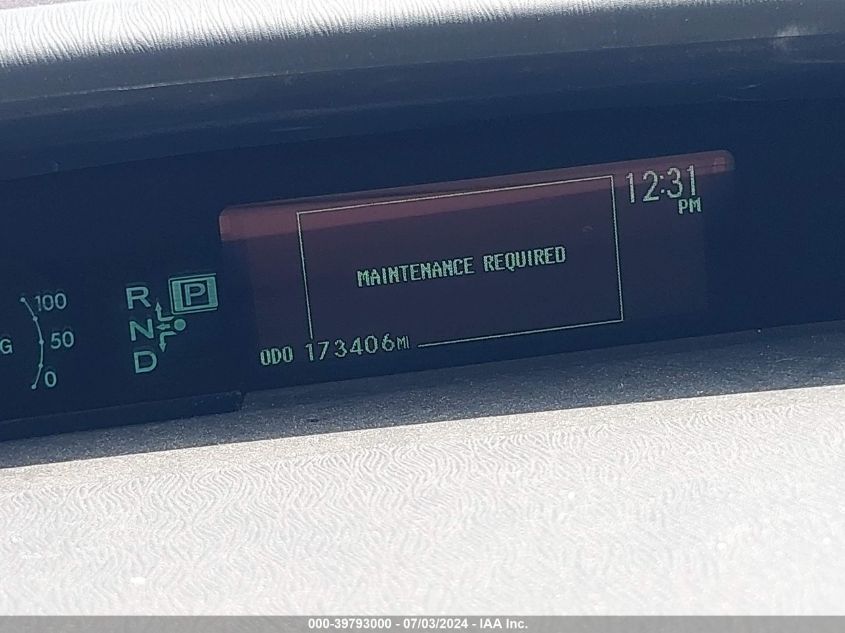 12:31
PM
MAINTENANCE REQUIRED
ODO 173406MI
R P
N
D
100
G 50
0
000-39793000 - 07/03/2024 - IAA Inc.